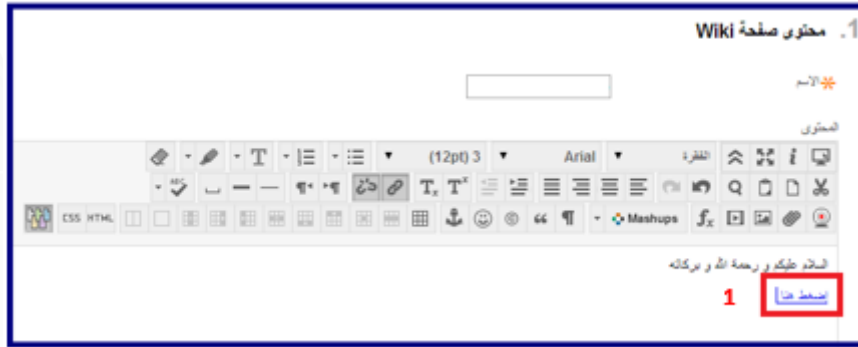 1. محتوى صفحة Wiki
الاسم
المحتوى
الفقرة Arial 3 (12pt) T
Mashups
HTML CSS
السلام عليكم و رحمة الله و بركاته
إضغط هنا 1